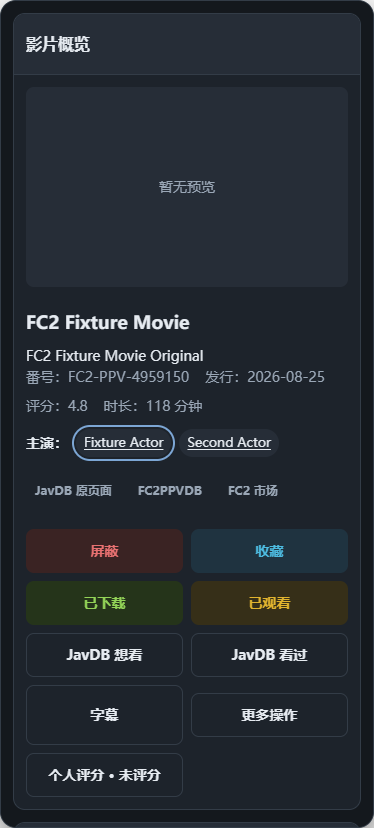 影片概览
暂无预览
FC2 Fixture Movie
FC2 Fixture Movie Original
番号：FC2-PPV-4959150 发行：2026-08-25
评分：4.8 时长：118 分钟
主演： Fixture Actor Second Actor
JavDB 原页面 FC2PPVDB FC2 市场
屏蔽 收藏
已下载 已观看
JavDB 想看 JavDB 看过
字幕 更多操作
个人评分 • 未评分